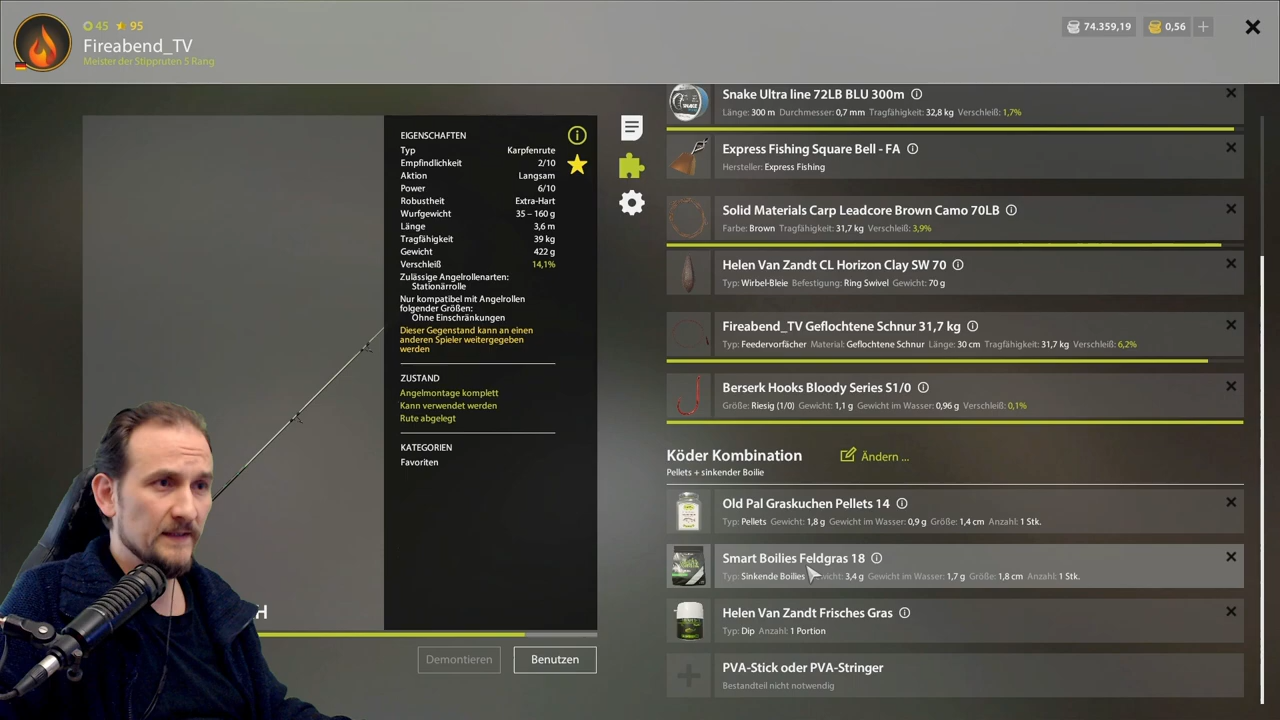 45 95
Fireabend_TV
Meister der Stippruten 5 Rang
74.359,19 0,56
EIGENSCHAFTEN
Typ Karpfenrute
Empfindlichkeit 2/10
Aktion Langsam
Power 6/10
Robustheit Extra-Hart
Wurfgewicht 35 – 160 g
Länge 3,6 m
Tragfähigkeit 39 kg
Gewicht 422 g
Verschleiß 14,1%
Zulässige Angelrollenarten:
Stationärrolle
Nur kompatibel mit Angelrollen
folgender Größen:
Ohne Einschränkungen
Dieser Gegenstand kann an einen
anderen Spieler weitergegeben
werden
ZUSTAND
Angelmontage komplett
Kann verwendet werden
Rute abgelegt
KATEGORIEN
Favoriten
H
Demontieren
Benutzen
Snake Ultra line 72LB BLU 300m
Länge: 300 m Durchmesser: 0,7 mm Tragfähigkeit: 32,8 kg Verschleiß: 1,7%
Express Fishing Square Bell - FA
Hersteller: Express Fishing
Solid Materials Carp Leadcore Brown Camo 70LB
Farbe: Brown Tragfähigkeit: 31,7 kg Verschleiß: 3,9%
Helen Van Zandt CL Horizon Clay SW 70
Typ: Wirbel-Bleie Befestigung: Ring Swivel Gewicht: 70 g
Fireabend_TV Geflochtene Schnur 31,7 kg
Typ: Feedervorfächer Material: Geflochtene Schnur Länge: 30 cm Tragfähigkeit: 31,7 kg Verschleiß: 6,2%
Berserk Hooks Bloody Series S1/0
Größe: Riesig (1/0) Gewicht: 1,1 g Gewicht im Wasser: 0,96 g Verschleiß: 0,1%
Köder Kombination Ändern ...
Pellets + sinkender Boilie
Old Pal Graskuchen Pellets 14
Typ: Pellets Gewicht: 1,8 g Gewicht im Wasser: 0,9 g Größe: 1,4 cm Anzahl: 1 Stk.
Smart Boilies Feldgras 18
Typ: Sinkende Boilies wicht: 3,4 g Gewicht im Wasser: 1,7 g Größe: 1,8 cm Anzahl: 1 Stk.
Helen Van Zandt Frisches Gras
Typ: Dip Anzahl: 1 Portion
PVA-Stick oder PVA-Stringer
Bestandteil nicht notwendig